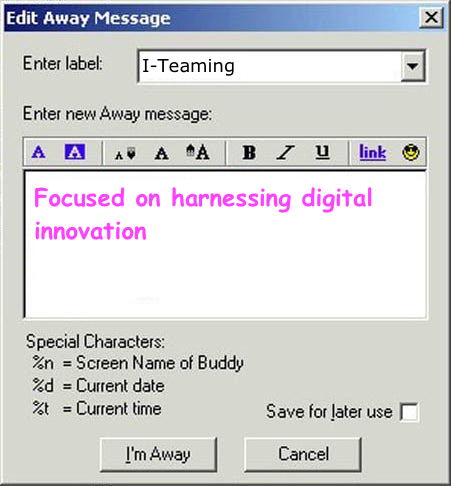 Edit Away Message
Enter label:
I-Teaming
Enter new Away message:
A A A A A B I U link
Focused on harnessing digital
innovation
Special Characters:
%n = Screen Name of Buddy
%d = Current date
%t = Current time
Save for later use
I'm Away Cancel